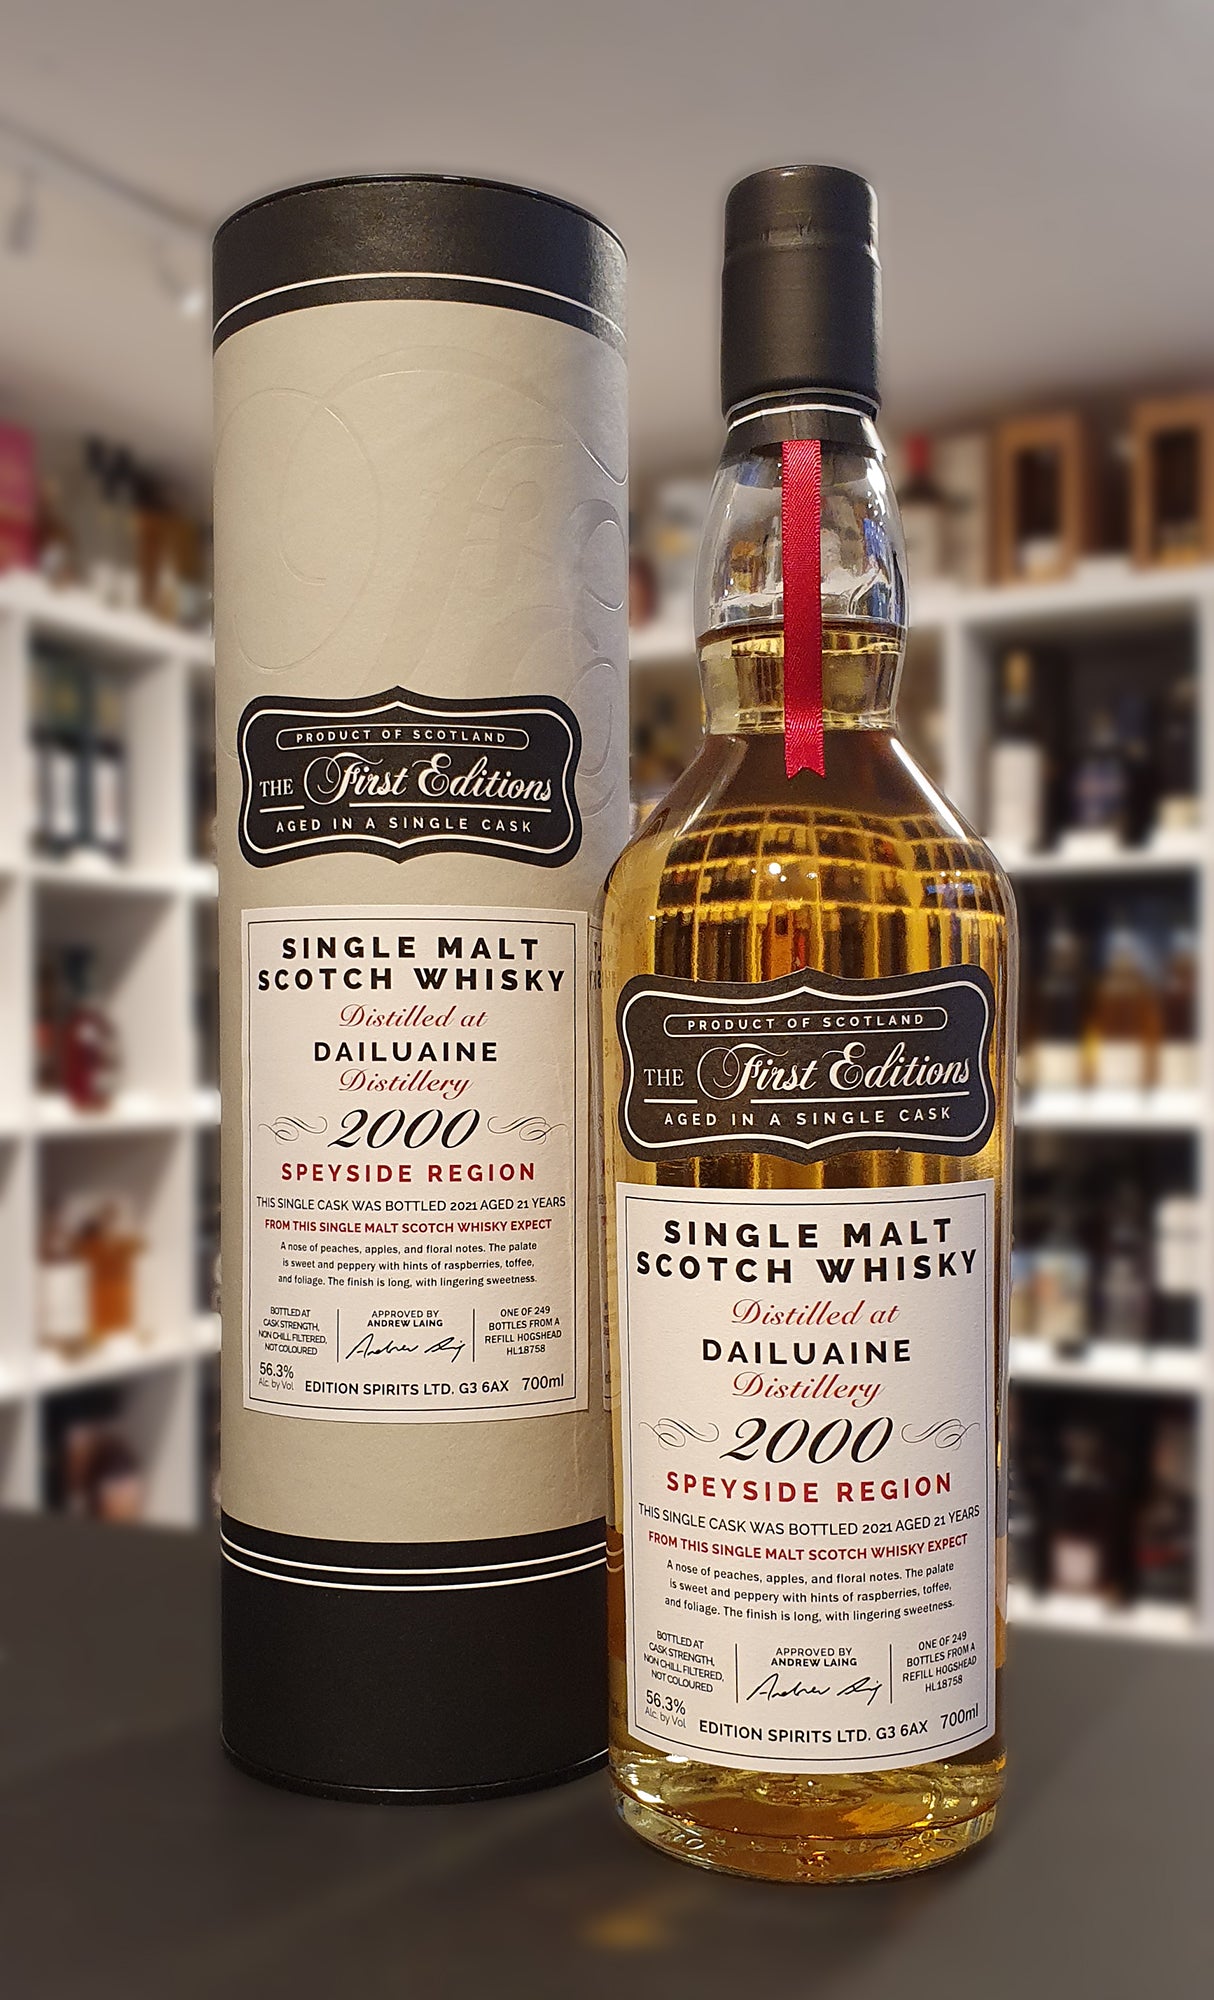 PRODUCT OF SCOTLAND
THE First Editions
AGED IN A SINGLE CASK
SINGLE MALT
SCOTCH WHISKY
Distilled at
DAILUAINE
Distillery
2000
SPEYSIDE REGION
THIS SINGLE CASK WAS BOTTLED 2021 AGED 21 YEARS
FROM THIS SINGLE MALT SCOTCH WHISKY EXPECT
A nose of peaches, apples, and floral notes. The palate
is sweet and peppery with hints of raspberries, toffee,
and foliage. The finish is long, with lingering sweetness.
BOTTLED AT
CASK STRENGTH,
NON CHILL FILTERED,
NOT COLOURED
56.3%
Alc. by Vol
APPROVED BY
ANDREW LAING
Andrew Laing
ONE OF 249
BOTTLES FROM A
REFILL HOGSHEAD
HL18758
EDITION SPIRITS LTD. G3 6AX 700ml
PRODUCT OF SCOTLAND
THE First Editions
AGED IN A SINGLE CASK
SINGLE MALT
SCOTCH WHISKY
Distilled at
DAILUAINE
Distillery
2000
SPEYSIDE REGION
THIS SINGLE CASK WAS BOTTLED 2021 AGED 21 YEARS
FROM THIS SINGLE MALT SCOTCH WHISKY EXPECT
A nose of peaches, apples, and floral notes. The palate
is sweet and peppery with hints of raspberries, toffee,
and foliage. The finish is long, with lingering sweetness.
BOTTLED AT
CASK STRENGTH,
NON CHILL FILTERED,
NOT COLOURED
56.3%
Alc. by Vol
APPROVED BY
ANDREW LAING
Andrew Laing
ONE OF 249
BOTTLES FROM A
REFILL HOGSHEAD
HL18758
EDITION SPIRITS LTD. G3 6AX 700ml